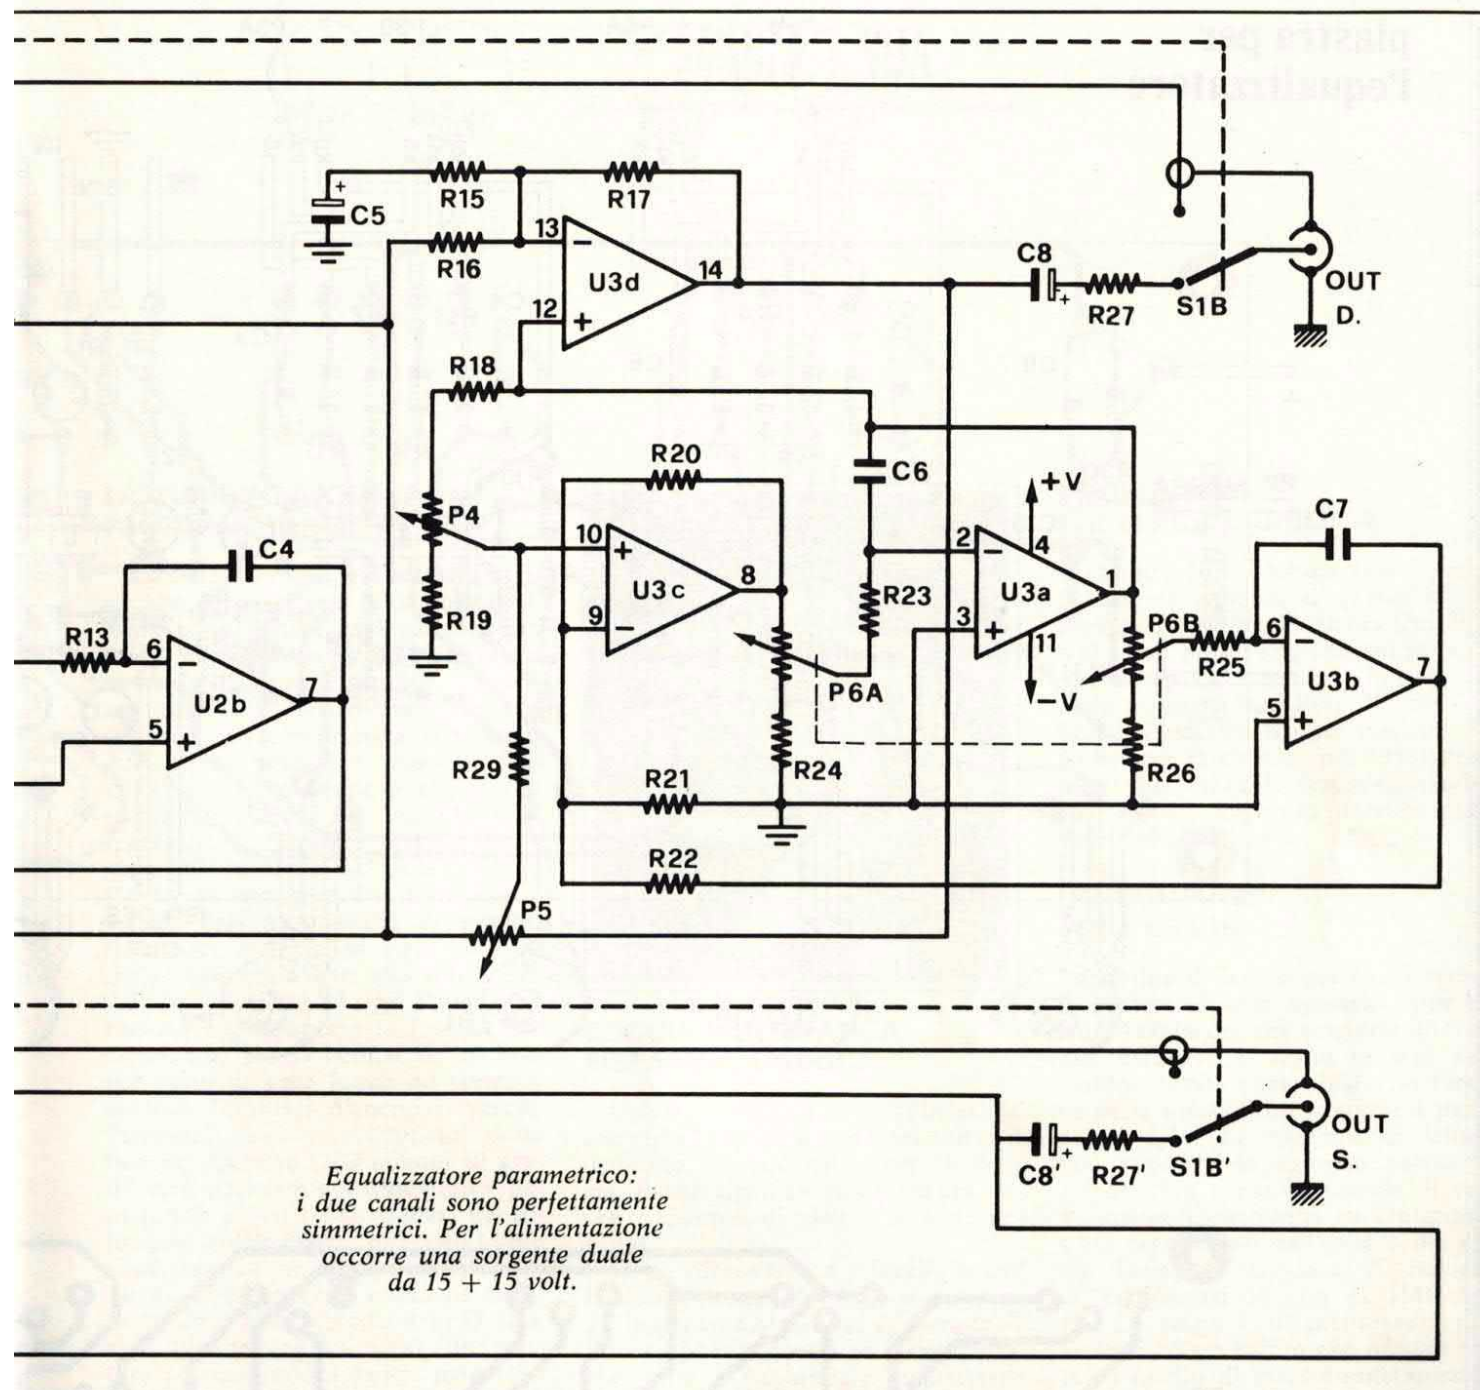 piastra per
l'equalizzatore
R15
R17
+
C5
R16
13
−
U3d
14
12
+
C8
+
R27
S1B
OUT
D.
R18
R20
C6
+V
C7
P4
10
+
U3c
8
9
−
R19
R23
2
−
4
U3a
1
3
+
11
−V
P6B
P6A
R25
6
−
U3b
7
5
+
C4
R13
6
−
U2b
7
5
+
R29
R21
R24
R26
R22
P5
C8'
+
R27'
S1B'
OUT
S.
Equalizzatore parametrico:
i due canali sono perfettamente
simmetrici. Per l'alimentazione
occorre una sorgente duale
da 15 + 15 volt.